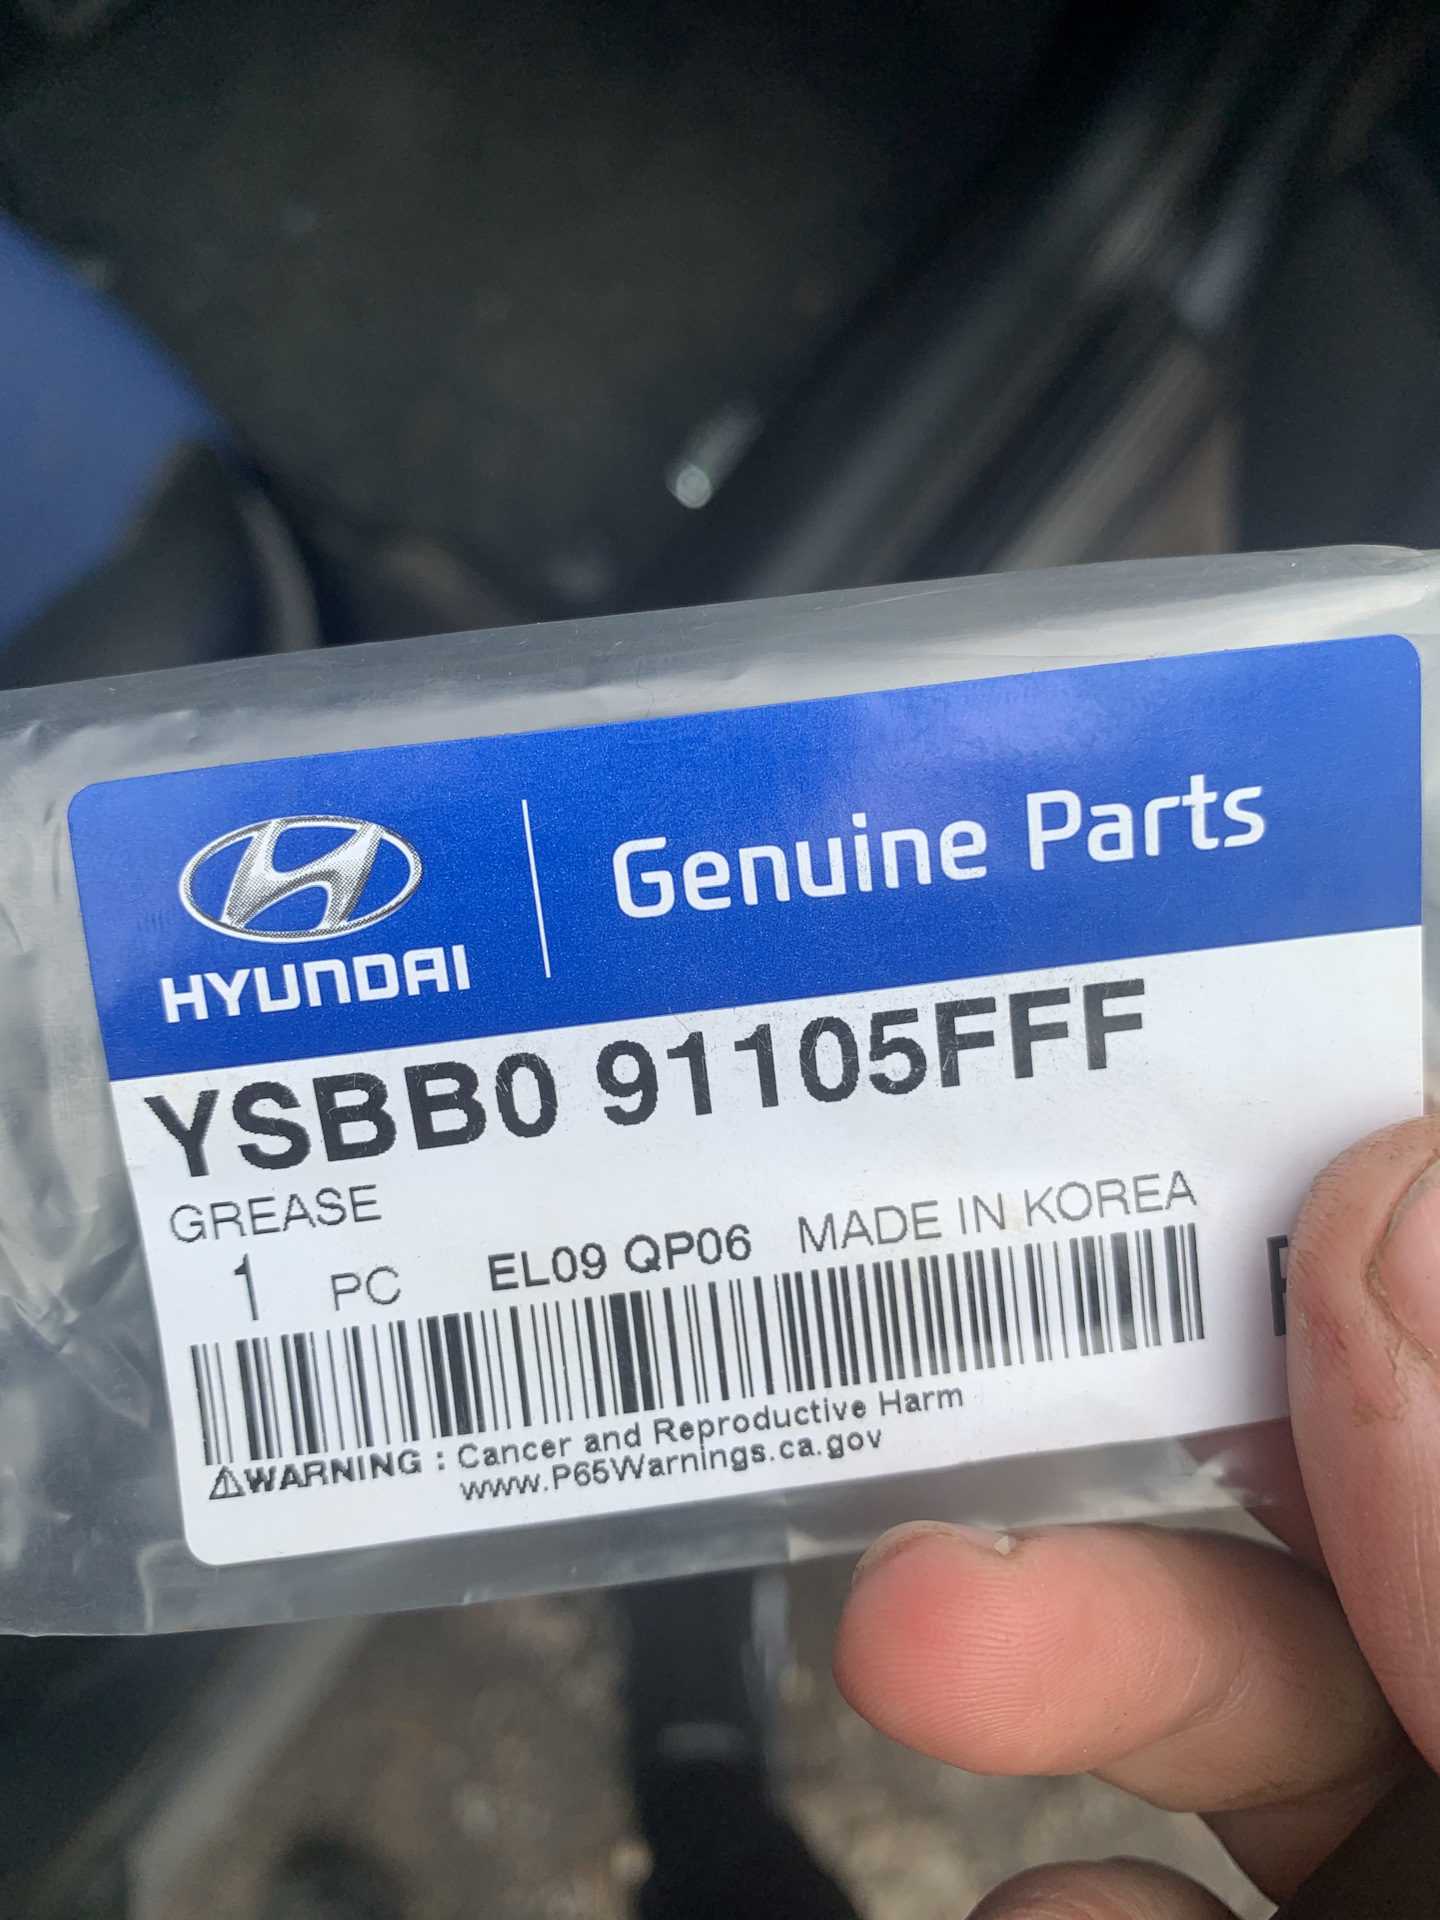 HYUNDAI
Genuine Parts
YSBB0 91105FFF
GREASE
1 PC EL09 QP06 MADE IN KOREA
⚠WARNING : Cancer and Reproductive Harm
www.P65Warnings.ca.gov